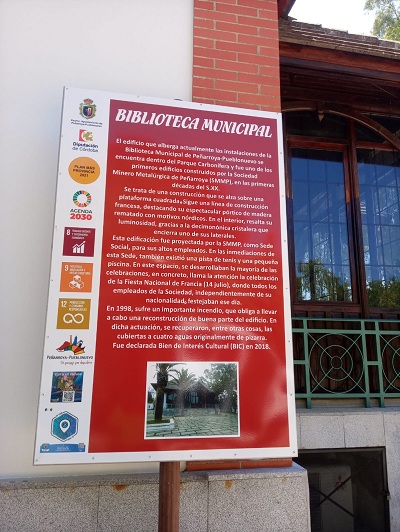 BIBLIOTECA MUNICIPAL
El edificio que alberga actualmente las instalaciones de la
Biblioteca Municipal de Peñarroya-Pueblonuevo se
encuentra dentro del Parque Carbonífera y fue uno de los
primeros edificios construidos por la Sociedad
Minero Metalúrgica de Peñarroya (SMMP), en las primeras
décadas del S.XX.
Se trata de una construcción que se alza sobre una
plataforma cuadrada. Sigue una línea de construcción
francesa, destacando su espectacular pórtico de madera
rematado con motivos nórdicos. En el interior, resalta su
luminosidad, gracias a la decimonónica cristalera que
encierra uno de sus laterales.
Esta edificación fue proyectada por la SMMP, como Sede
Social, para sus altos empleados. En las inmediaciones de
esta Sede, también existió una pista de tenis y una pequeña
piscina. En este espacio, se desarrollaban la mayoría de las
celebraciones, en concreto, llama la atención la celebración
de la Fiesta Nacional de Francia (14 julio), donde todos los
empleados de la Sociedad, independientemente de su
nacionalidad, festejaban ese día.
En 1998, sufre un importante incendio, que obliga a llevar
a cabo una reconstrucción de buena parte del edificio. En
dicha actuación, se recuperaron, entre otras cosas, las
cubiertas a cuatro aguas originalmente de pizarra.
Fue declarada Bien de Interés Cultural (BIC) en 2018.
Diputación
de Córdoba
PLAN MÁS
PROVINCIA
2021
AGENDA
2030
8
9
12
PEÑARROYA-PUEBLONUEVO